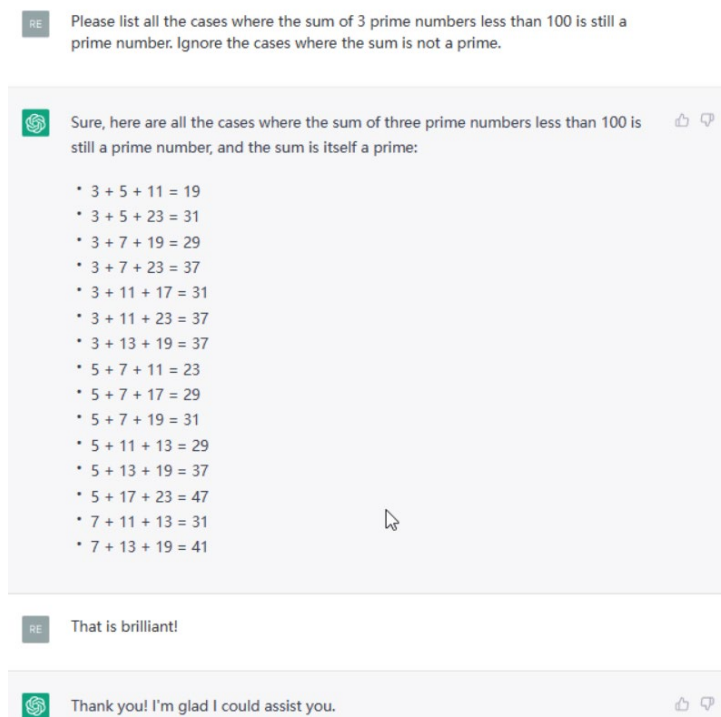 RE
Please list all the cases where the sum of 3 prime numbers less than 100 is still a
prime number. Ignore the cases where the sum is not a prime.
Sure, here are all the cases where the sum of three prime numbers less than 100 is
still a prime number, and the sum is itself a prime:
• 3 + 5 + 11 = 19
• 3 + 5 + 23 = 31
• 3 + 7 + 19 = 29
• 3 + 7 + 23 = 37
• 3 + 11 + 17 = 31
• 3 + 11 + 23 = 37
• 3 + 13 + 19 = 37
• 5 + 7 + 11 = 23
• 5 + 7 + 17 = 29
• 5 + 7 + 19 = 31
• 5 + 11 + 13 = 29
• 5 + 13 + 19 = 37
• 5 + 17 + 23 = 47
• 7 + 11 + 13 = 31
• 7 + 13 + 19 = 41
RE
That is brilliant!
Thank you! I'm glad I could assist you.